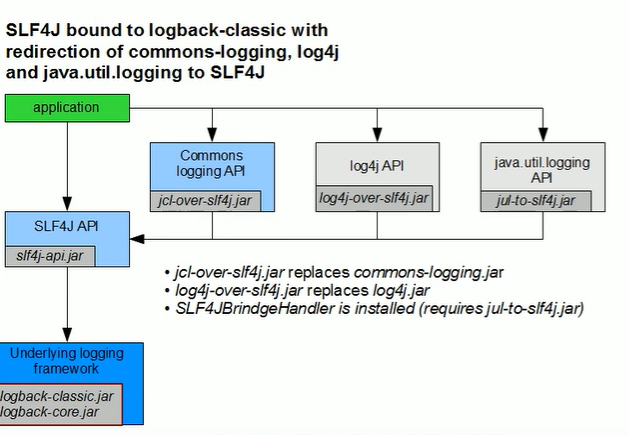 SLF4J bound to logback-classic with
redirection of commons-logging, log4j
and java.util.logging to SLF4J
application
Commons
logging API
jcl-over-slf4j.jar
log4j API
log4j-over-slf4j.jar
java.util.logging
API
jul-to-slf4j.jar
SLF4J API
slf4j-api.jar
• jcl-over-slf4j.jar replaces commons-logging.jar
• log4j-over-slf4j.jar replaces log4j.jar
• SLF4JBrindgeHandler is installed (requires jul-to-slf4j.jar)
Underlying logging
framework
logback-classic.jar
logback-core.jar